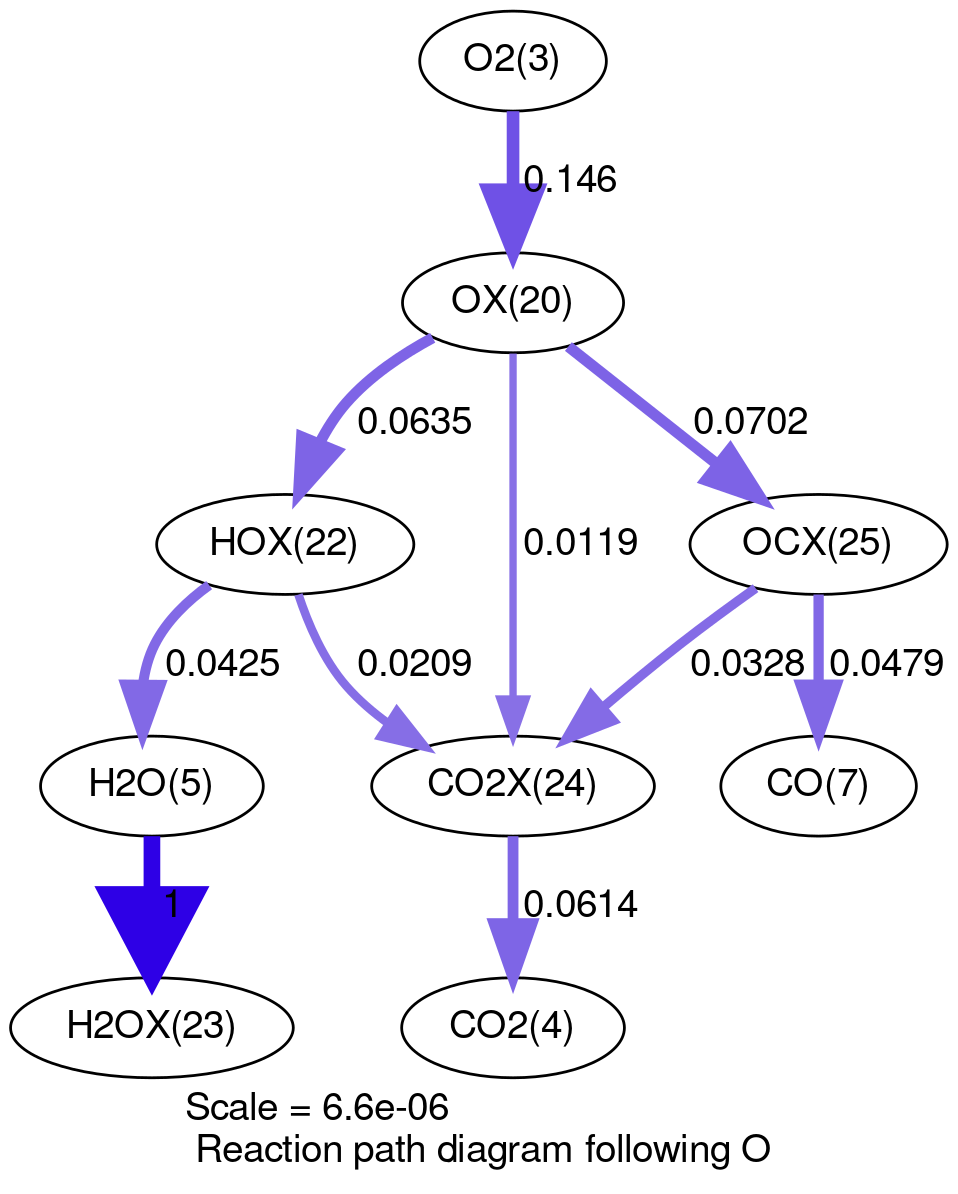 O2(3)
0.146
OX(20)
0.0635
0.0702
HOX(22)
0.0119
OCX(25)
0.0425
0.0209
0.0328
0.0479
H2O(5)
CO2X(24)
CO(7)
1
0.0614
H2OX(23)
CO2(4)
Scale = 6.6e-06
Reaction path diagram following O